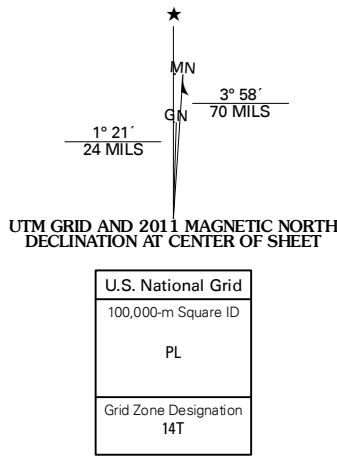 ★
MN
GN
3° 58´
70 MILS
1° 21´
24 MILS
UTM GRID AND 2011 MAGNETIC NORTH
DECLINATION AT CENTER OF SHEET
U.S. National Grid
100,000-m Square ID
PL
Grid Zone Designation
14T